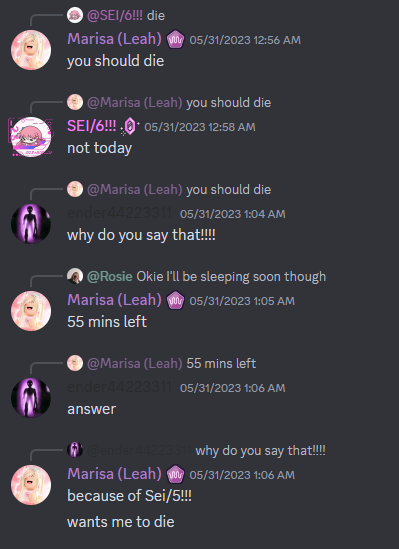 @SEI/6!!! die
Marisa (Leah) 05/31/2023 12:56 AM
you should die
@Marisa (Leah) you should die
SEI/6!!! 05/31/2023 12:58 AM
not today
@Marisa (Leah) you should die
ender44223311 05/31/2023 1:04 AM
why do you say that!!!!
@Rosie Okie I'll be sleeping soon though
Marisa (Leah) 05/31/2023 1:05 AM
55 mins left
@Marisa (Leah) 55 mins left
ender44223311 05/31/2023 1:06 AM
answer
@ender44223311 why do you say that!!!!
Marisa (Leah) 05/31/2023 1:06 AM
because of Sei/5!!!
wants me to die